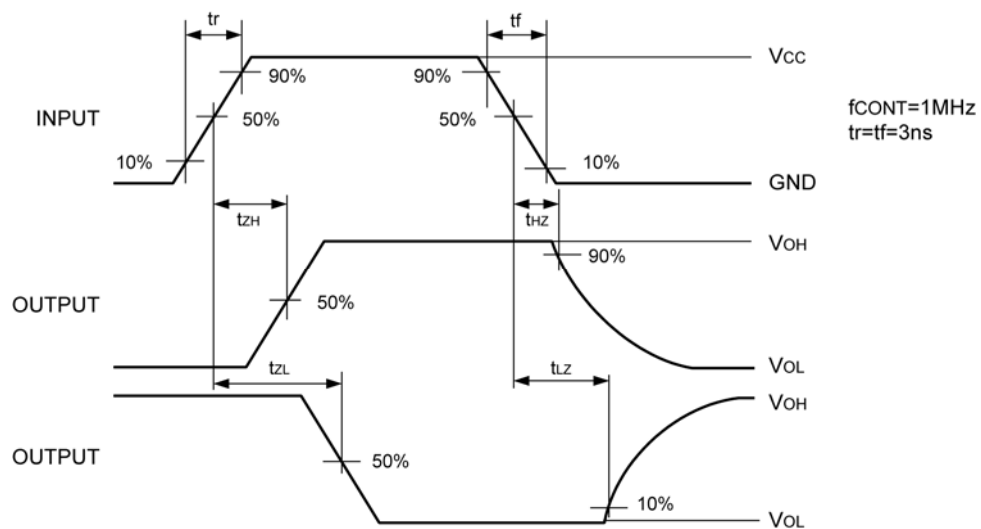 tr
tf
VCC
90%
90%
INPUT
50%
50%
fCONT=1MHz
tr=tf=3ns
10%
10%
GND
tZH
tHZ
VOH
90%
OUTPUT
50%
tZL
tLZ
VOL
VOH
OUTPUT
50%
10%
VOL